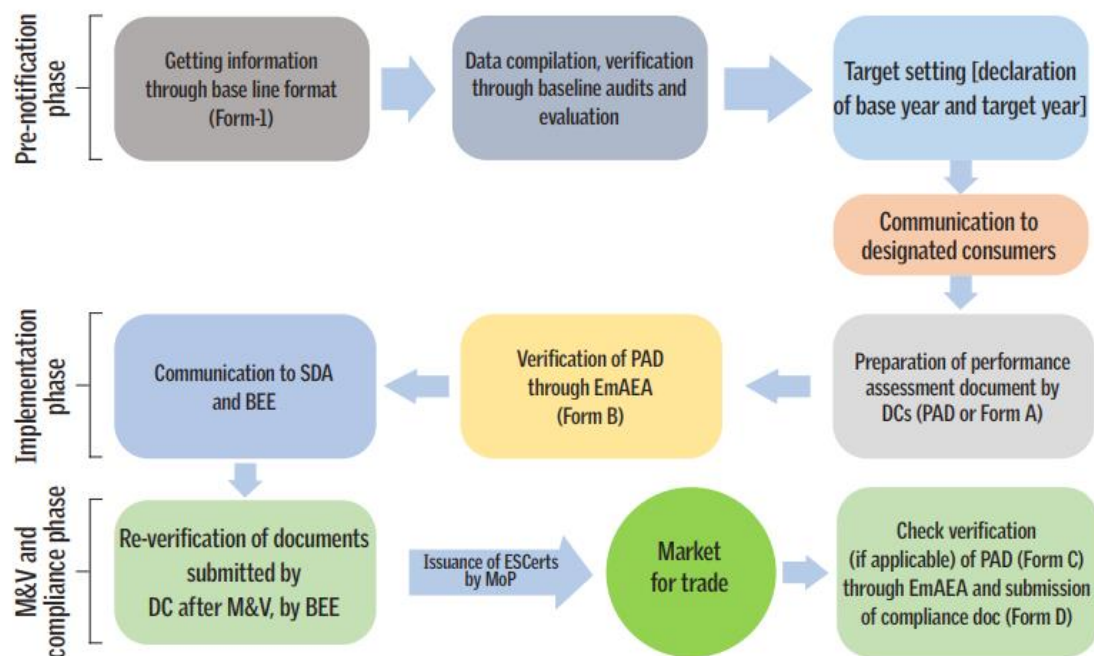 Pre-notification
phase
Getting information
through base line format
(Form-1)
Data compilation, verification
through baseline audits and
evaluation
Target setting [declaration
of base year and target year]
Communication to
designated consumers
Implementation
phase
Communication to SDA
and BEE
Verification of PAD
through EmAEA
(Form B)
Preparation of performance
assessment document by
DCs (PAD or Form A)
M&V and
compliance phase
Re-verification of documents
submitted by
DC after M&V, by BEE
Issuance of ESCerts
by MoP
Market
for trade
Check verification
(if applicable) of PAD (Form C)
through EmAEA and submission
of compliance doc (Form D)